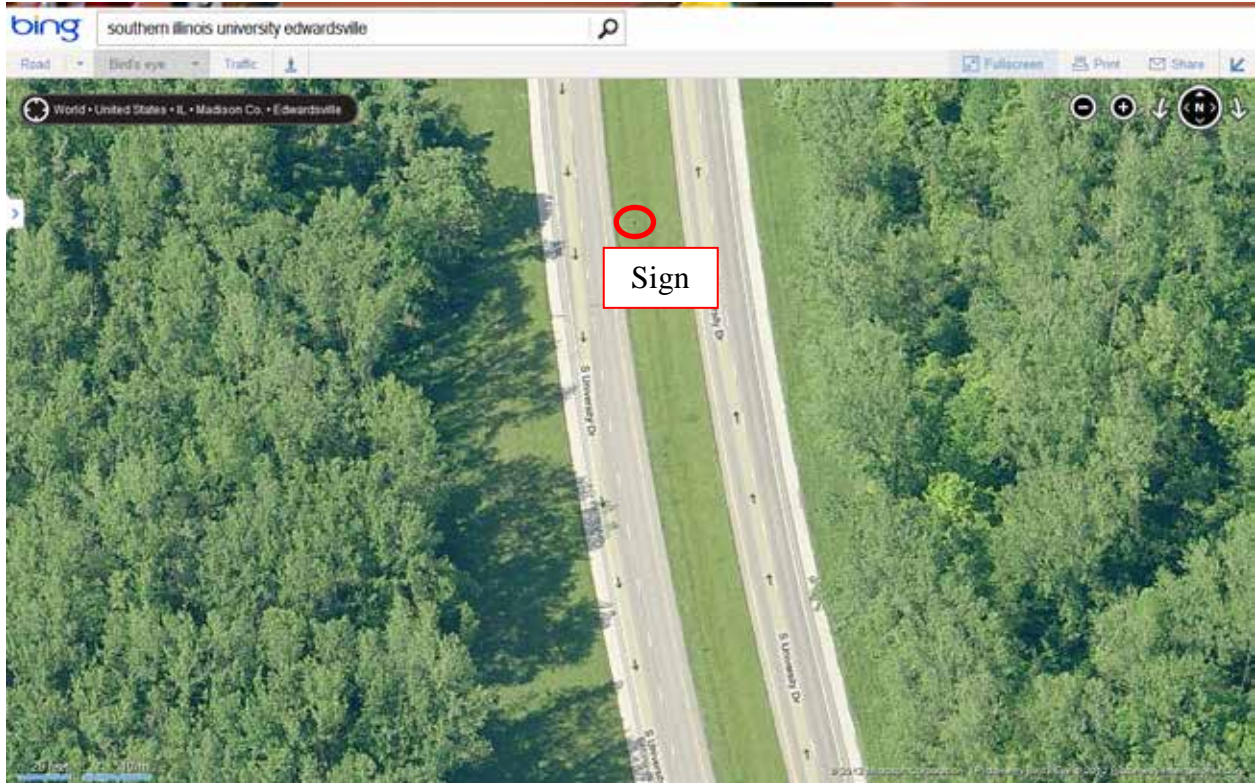 bing
southern illinois university edwardsville
Road Bird's eye Traffic Fullscreen Print Share
World • United States • IL • Madison Co. • Edwardsville
N
Sign
S University Dr
S University Dr